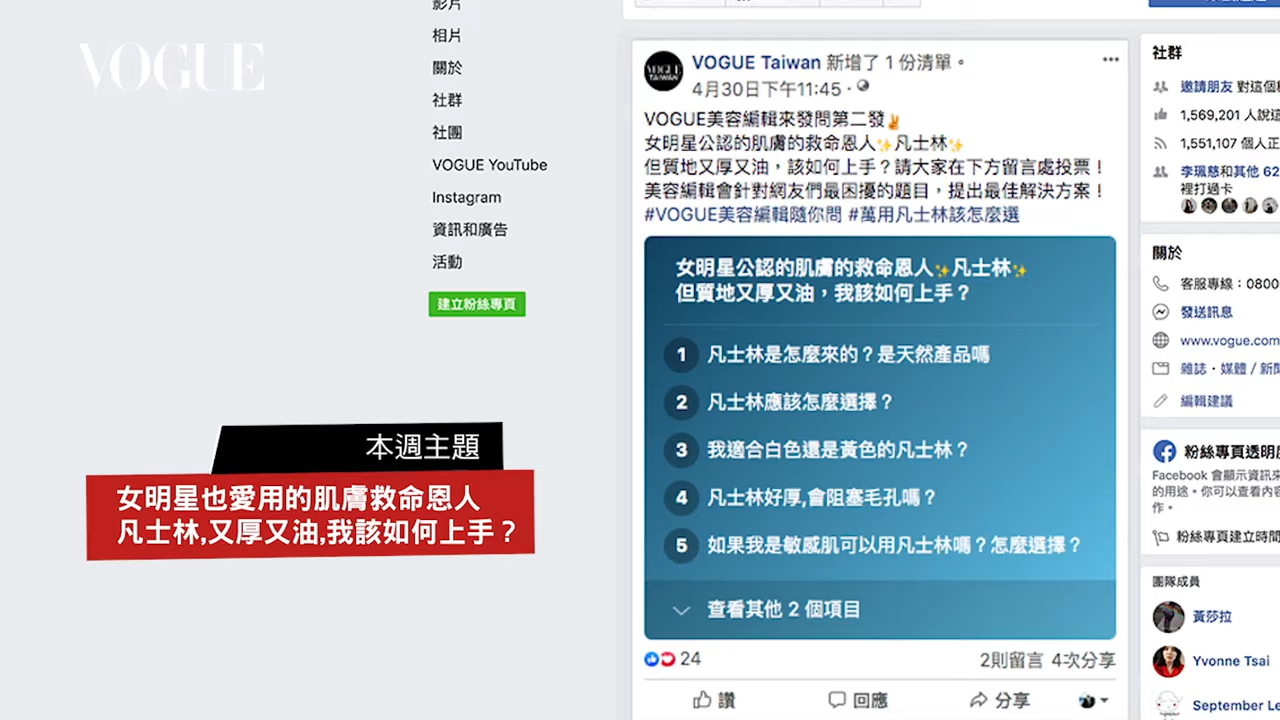 VOGUE
影片
相片
關於
社群
社團
VOGUE YouTube
Instagram
資訊和廣告
活動
建立粉絲專頁
本週主題
女明星也愛用的肌膚救命恩人
凡士林,又厚又油,我該如何上手？
VOGUE TAIWAN
VOGUE Taiwan 新增了 1 份清單。
4月30日下午11:45 ·
VOGUE美容編輯來發問第二發✌
女明星公認的肌膚的救命恩人✨凡士林✨
但質地又厚又油，該如何上手？請大家在下方留言處投票！
美容編輯會針對網友們最困擾的題目，提出最佳解決方案！
#VOGUE美容編輯隨你問 #萬用凡士林該怎麼選
女明星公認的肌膚的救命恩人✨凡士林✨
但質地又厚又油，我該如何上手？
1 凡士林是怎麼來的？是天然產品嗎
2 凡士林應該怎麼選擇？
3 我適合白色還是黃色的凡士林？
4 凡士林好厚,會阻塞毛孔嗎？
5 如果我是敏感肌可以用凡士林嗎？怎麼選擇？
查看其他 2 個項目
24
2則留言 4次分享
讚 回應 分享
社群
邀請朋友 對這個
1,569,201 人說
1,551,107 個人正
李珮慈和其他 62
裡打過卡
關於
客服專線：0800
發送訊息
www.vogue.com
雜誌・媒體 / 新聞
編輯建議
粉絲專頁透明
Facebook 會顯示資訊
的用途。你可以查看內容
作。
粉絲專頁建立時間
團隊成員
黃莎拉
Yvonne Tsai
September Le